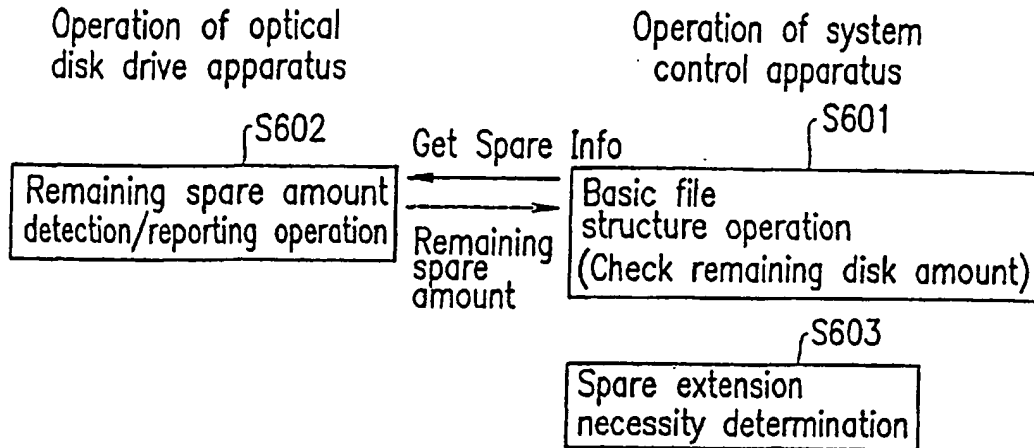 Operation of optical
disk drive apparatus
Operation of system
control apparatus
S602
Get Spare Info
S601
Remaining spare amount
detection/reporting operation
Remaining
spare
amount
Basic file
structure operation
(Check remaining disk amount)
S603
Spare extension
necessity determination